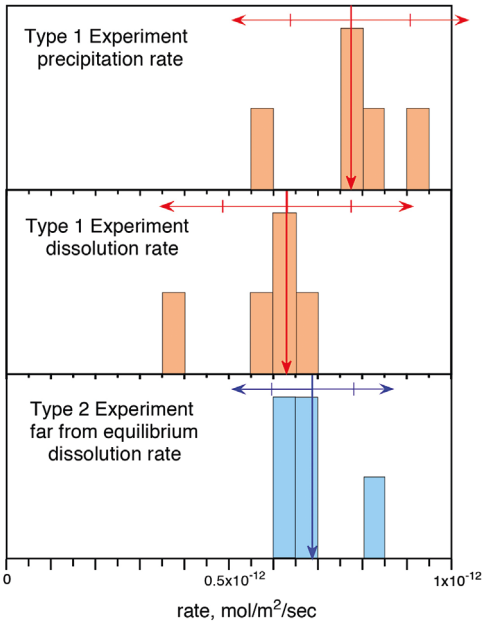 Type 1 Experiment
precipitation rate
Type 1 Experiment
dissolution rate
Type 2 Experiment
far from equilibrium
dissolution rate
0 0.5x10⁻¹² 1x10⁻¹²
rate, mol/m²/sec